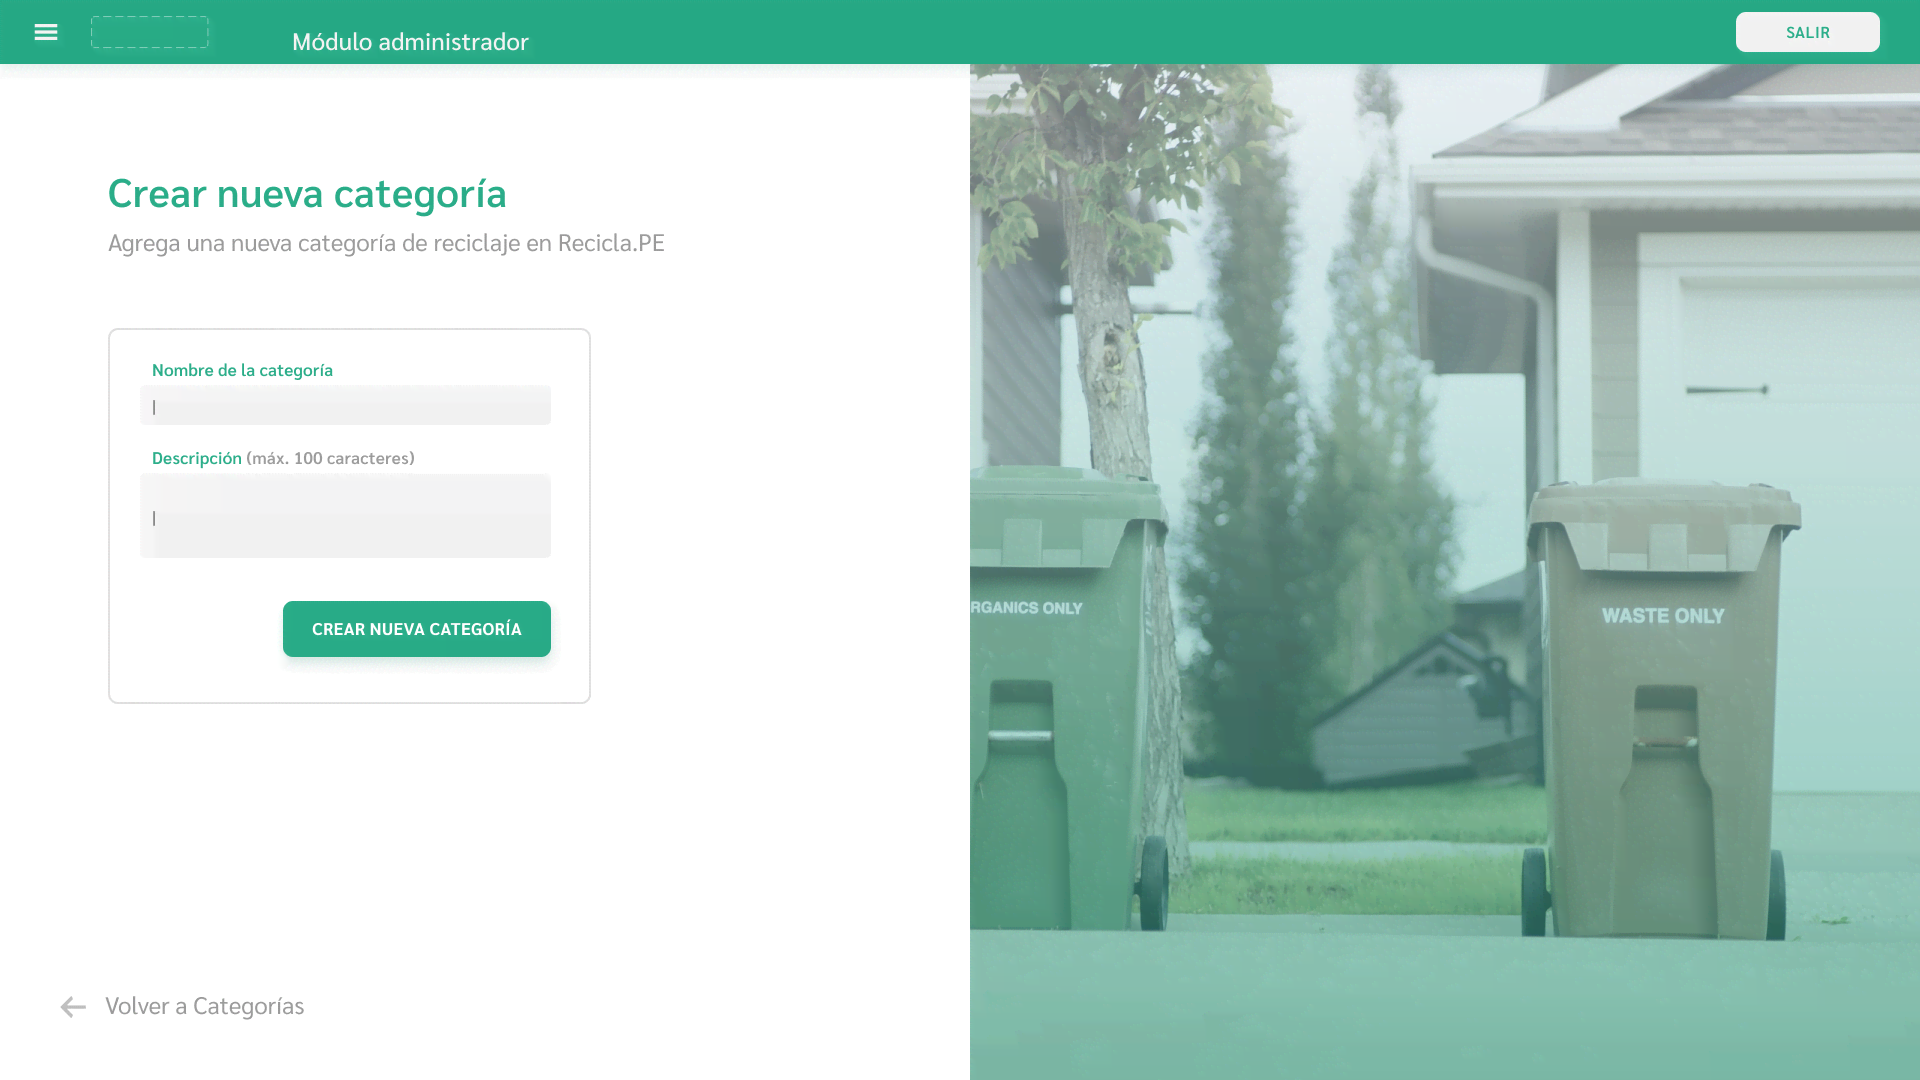 Módulo administrador
SALIR
Crear nueva categoría
Agrega una nueva categoría de reciclaje en Recicla.PE
Nombre de la categoría
Descripción (máx. 100 caracteres)
CREAR NUEVA CATEGORÍA
Volver a Categorías
RGANICS ONLY
WASTE ONLY